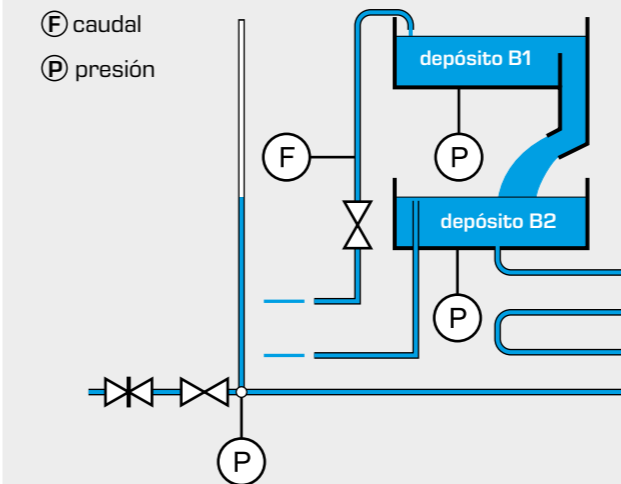 F caudal
P presión
depósito B1
F
P
depósito B2
P
P